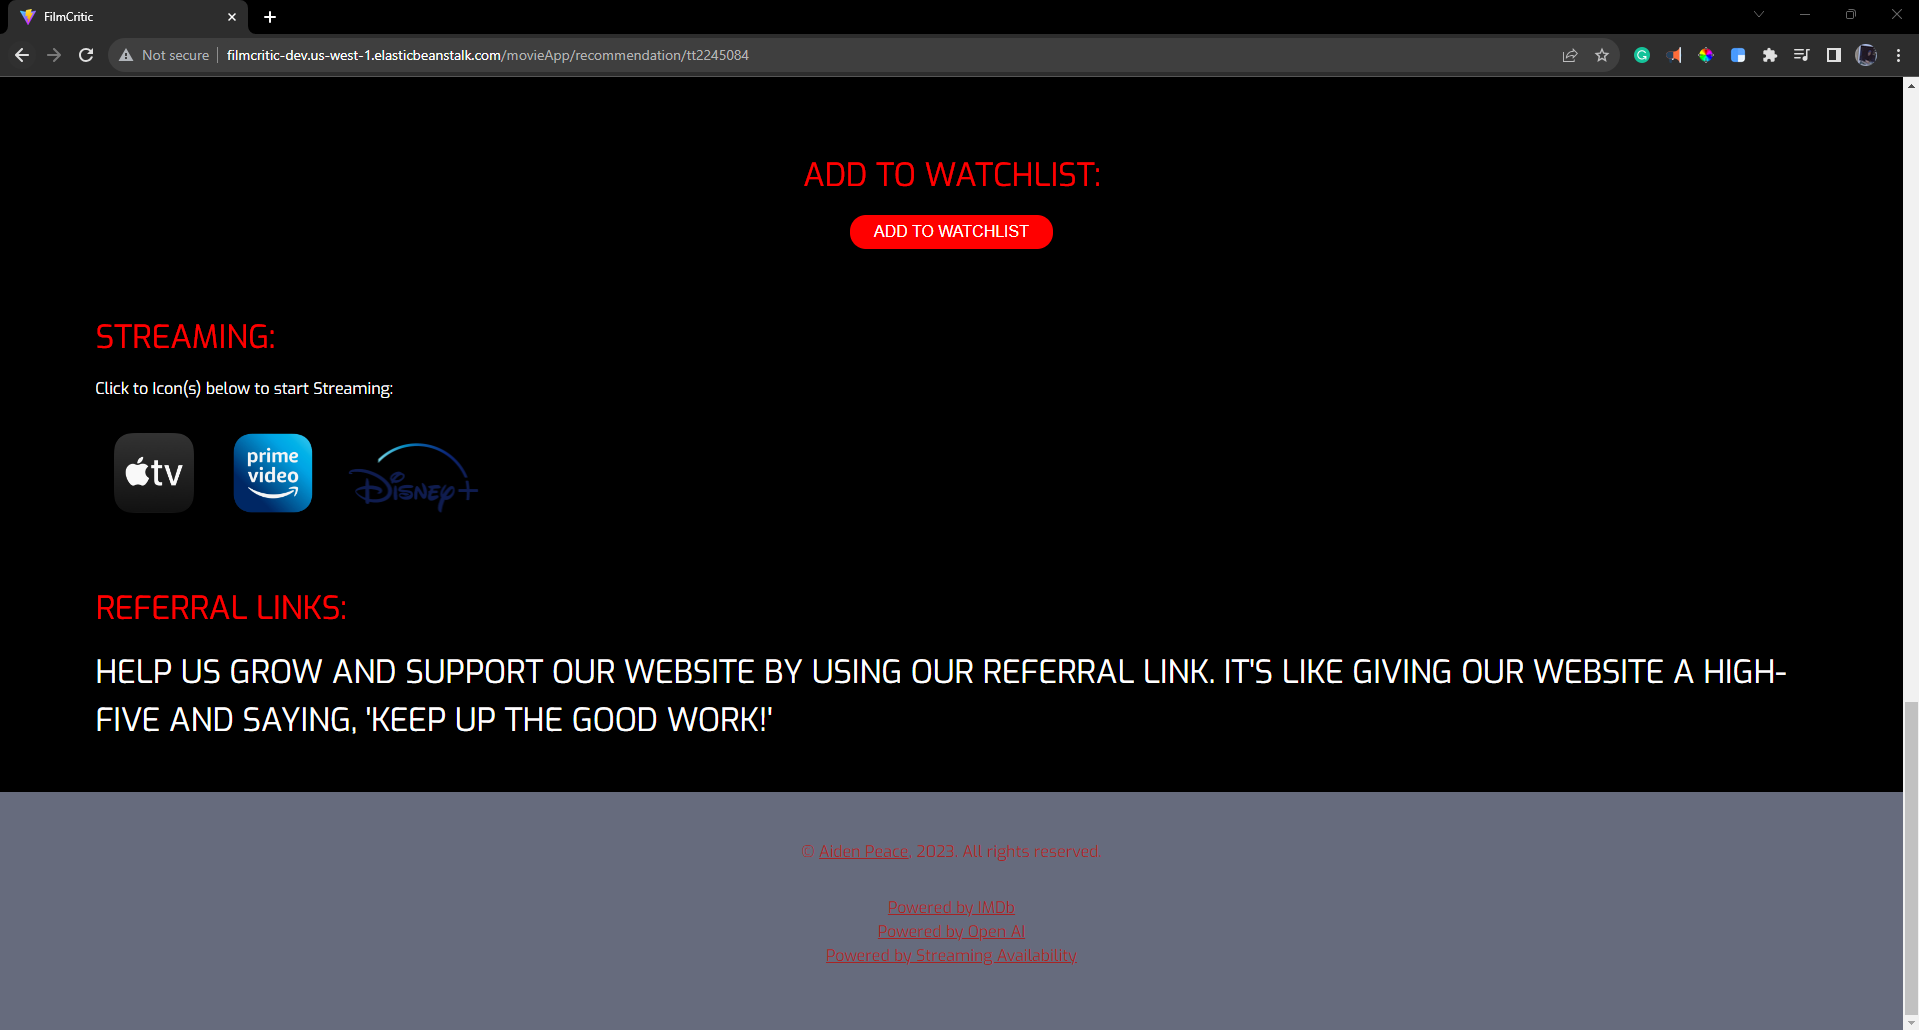 FilmCritic
Not secure filmcritic-dev.us-west-1.elasticbeanstalk.com/movieApp/recommendation/tt2245084
ADD TO WATCHLIST:
ADD TO WATCHLIST
STREAMING:
Click to Icon(s) below to start Streaming:
tv
prime
video
Disney+
REFERRAL LINKS:
HELP US GROW AND SUPPORT OUR WEBSITE BY USING OUR REFERRAL LINK. IT'S LIKE GIVING OUR WEBSITE A HIGH-
FIVE AND SAYING, 'KEEP UP THE GOOD WORK!'
© Aiden Peace, 2023. All rights reserved.
Powered by IMDb
Powered by Open AI
Powered by Streaming Availability